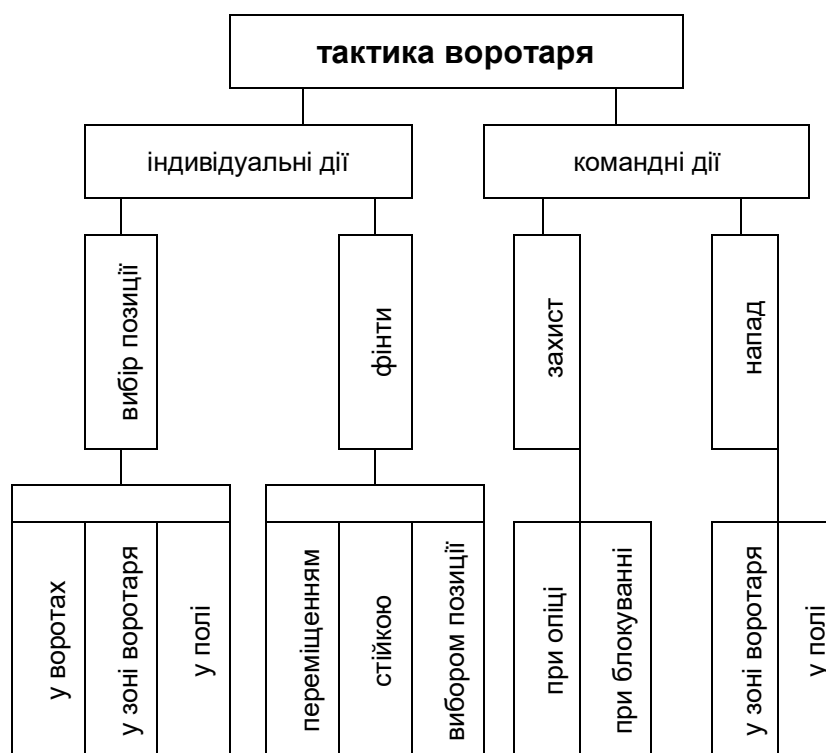 тактика воротаря
індивідуальні дії
командні дії
вибір позиції
фінти
захист
напад
у воротах
у зоні воротаря
у полі
переміщенням
стійкою
вибором позиції
при опіці
при блокуванні
у зоні воротаря
у полі